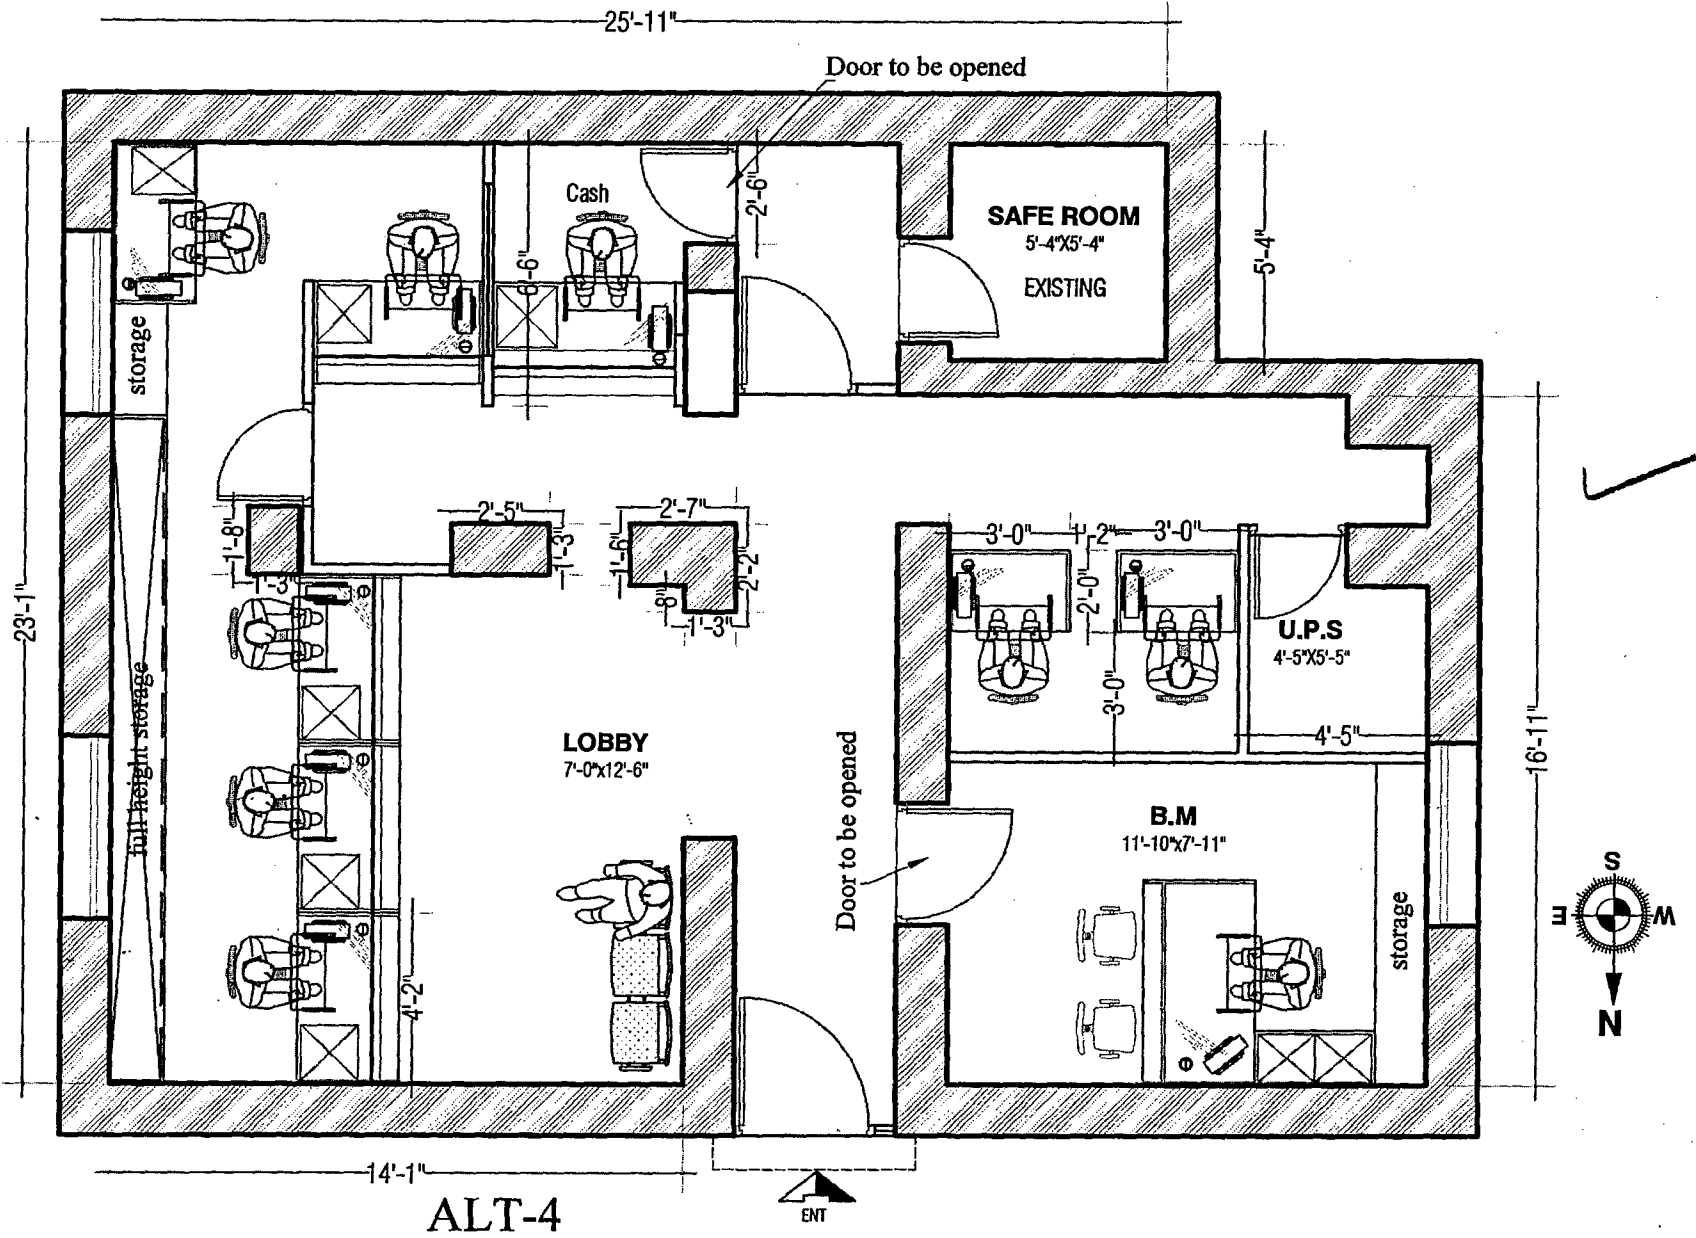 25'-11"
Door to be opened
Cash
2'-6"
SAFE ROOM
5'-4"X5'-4"
EXISTING
5'-4"
6'-6"
storage
2'-5"
2'-7"
1'-8"
1'-3"
1'-3"
1'-6"
2'-2"
8"
1'-3"
3'-0"
1'-2"
3'-0"
2'-0"
U.P.S
4'-5"X5'-5"
3'-0"
4'-5"
23'-1"
full height storage
LOBBY
7'-0"x12'-6"
Door to be opened
B.M
11'-10"x7'-11"
16'-11"
storage
4'-2"
S
E
W
N
14'-1"
ALT-4
ENT